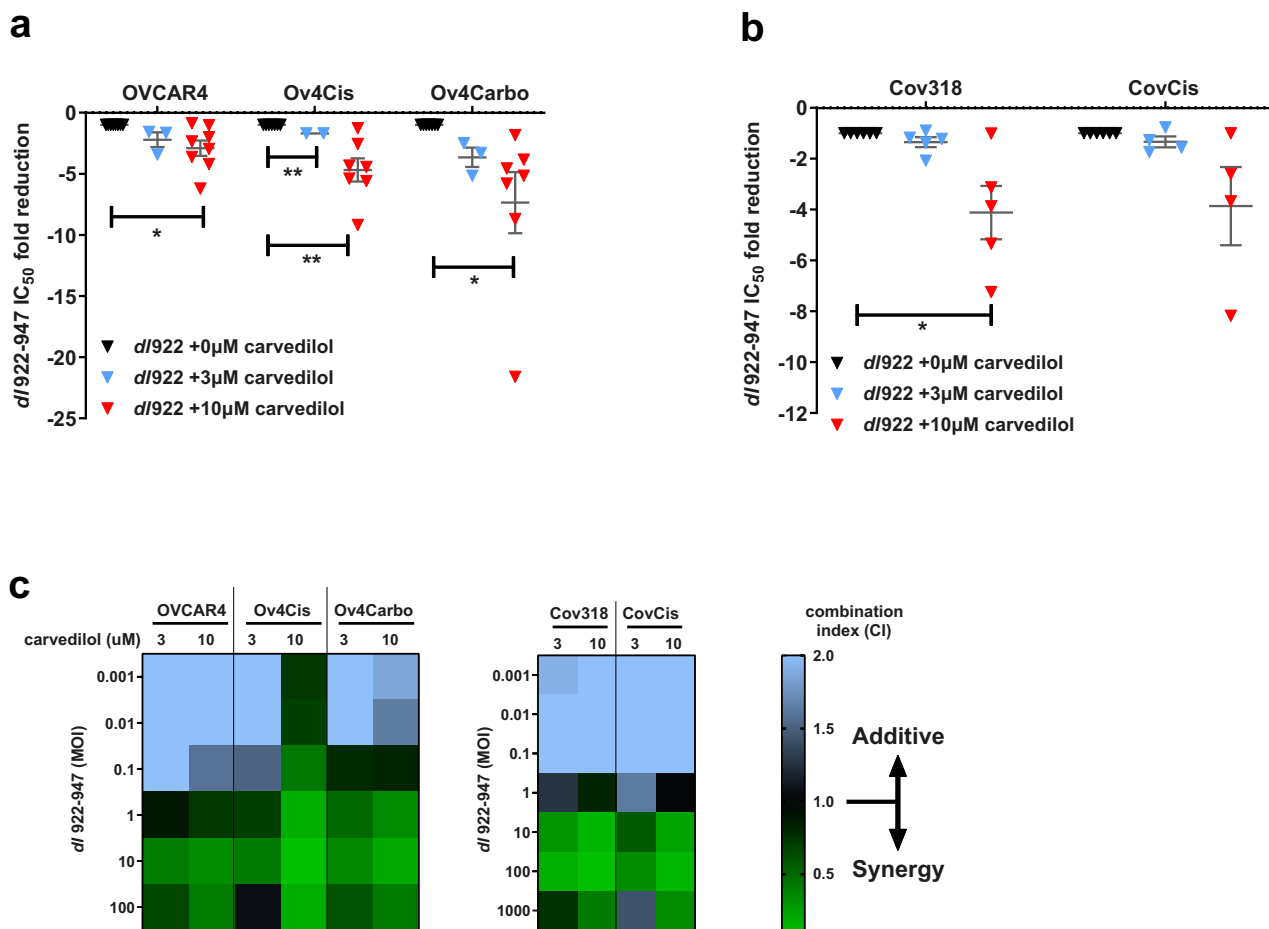 a
OVCAR4 Ov4Cis Ov4Carbo
dl922-947 IC50 fold reduction
0
-5
-10
-15
-20
-25
**
*
**
*
dl922 +0µM carvedilol
dl922 +3µM carvedilol
dl922 +10µM carvedilol
b
Cov318 CovCis
dl922-947 IC50 fold reduction
0
-2
-4
-6
-8
-10
-12
*
dl922 +0µM carvedilol
dl922 +3µM carvedilol
dl922 +10µM carvedilol
c
OVCAR4 Ov4Cis Ov4Carbo
carvedilol (uM) 3 10 3 10 3 10
dl 922-947 (MOI)
0.001
0.01
0.1
1
10
100
Cov318 CovCis
3 10 3 10
dl 922-947 (MOI)
0.001
0.01
0.1
1
10
100
1000
combination
index (CI)
2.0
1.5
1.0
0.5
Additive
Synergy